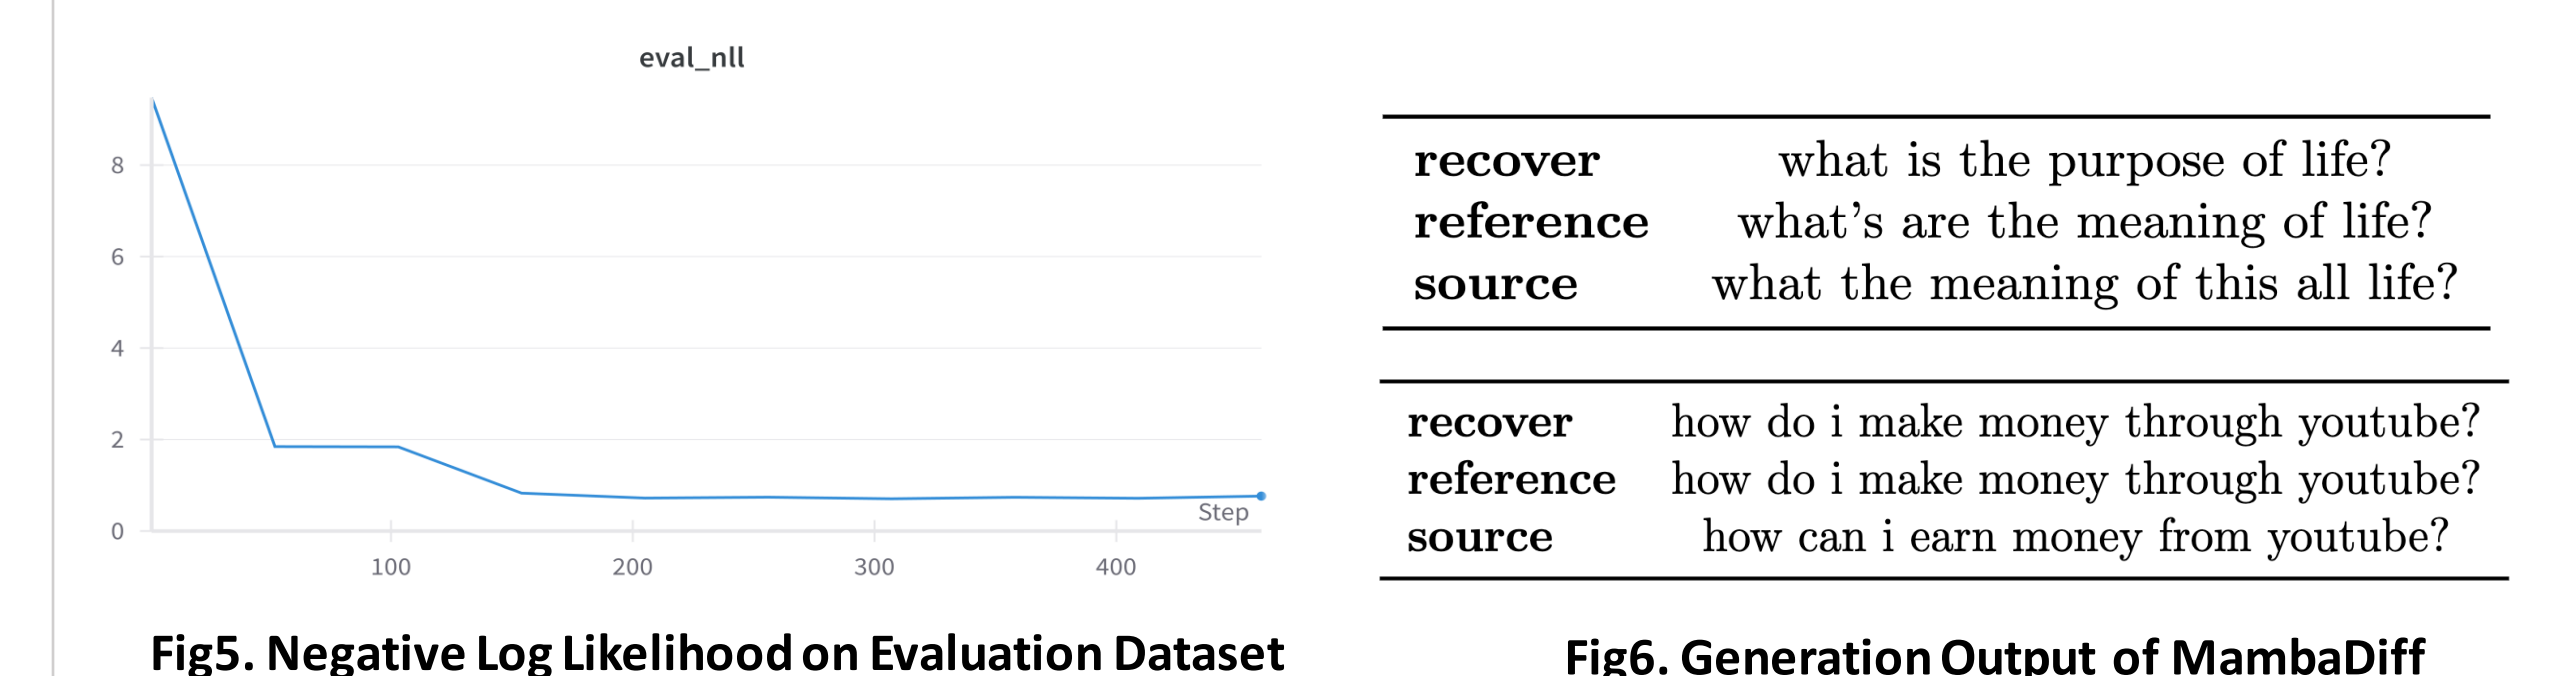 eval_nll
8
6
4
2
0
Step
100 200 300 400
Fig5. Negative Log Likelihood on Evaluation Dataset
recover what is the purpose of life?
reference what's are the meaning of life?
source what the meaning of this all life?
recover how do i make money through youtube?
reference how do i make money through youtube?
source how can i earn money from youtube?
Fig6. Generation Output of MambaDiff